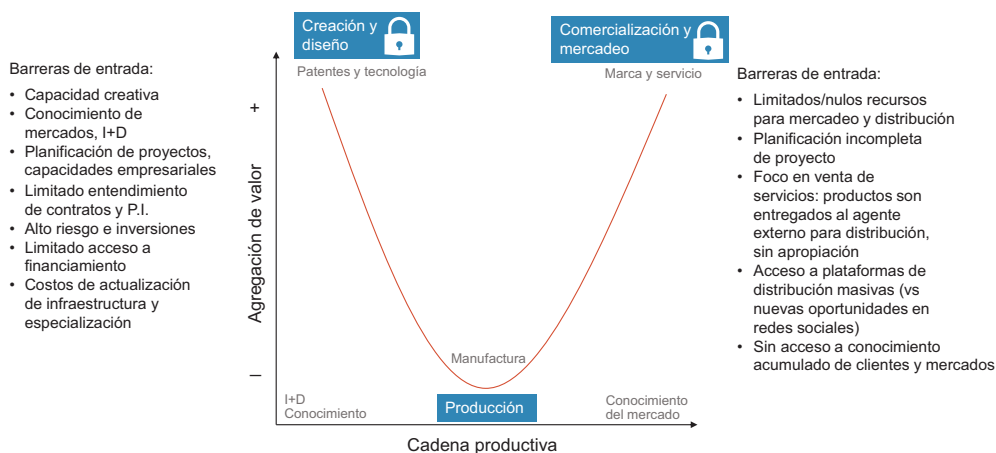 Creación y
diseño
Comercialización y
mercadeo
Barreras de entrada:
• Capacidad creativa
• Conocimiento de
mercados, I+D
• Planificación de proyectos,
capacidades empresariales
• Limitado entendimiento
de contratos y P.I.
• Alto riesgo e inversiones
• Limitado acceso a
financiamiento
• Costos de actualización
de infraestructura y
especialización
Agregación de valor
+
–
Patentes y tecnología
Marca y servicio
Manufactura
I+D
Conocimiento
Producción
Conocimiento
del mercado
Cadena productiva
Barreras de entrada:
• Limitados/nulos recursos
para mercadeo y distribución
• Planificación incompleta
de proyecto
• Foco en venta de
servicios: productos son
entregados al agente
externo para distribución,
sin apropiación
• Acceso a plataformas de
distribución masivas (vs
nuevas oportunidades en
redes sociales)
• Sin acceso a conocimiento
acumulado de clientes y mercados